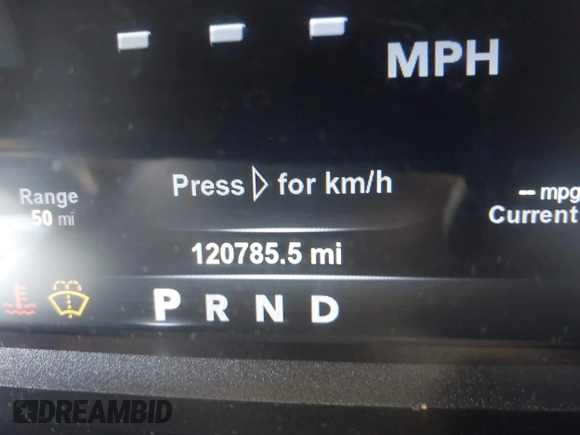 - - -
MPH
Press ▷ for km/h
Range
50 mi
-- mpg
Current
120785.5 mi
P R N D
DREAMBID